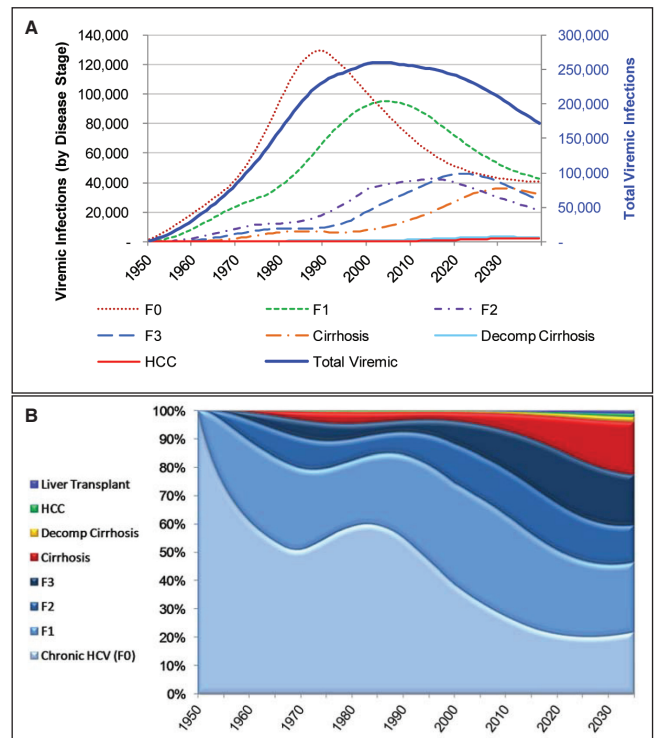 A
140,000
120,000
100,000
80,000
60,000
40,000
20,000
-
Viremic Infections (by Disease Stage)
300,000
250,000
200,000
150,000
100,000
50,000
-
Total Viremic Infections
1950 1960 1970 1980 1990 2000 2010 2020 2030
F0 F1 F2
F3 Cirrhosis Decomp Cirrhosis
HCC Total Viremic
B
Liver Transplant
HCC
Decomp Cirrhosis
Cirrhosis
F3
F2
F1
Chronic HCV (F0)
100%
90%
80%
70%
60%
50%
40%
30%
20%
10%
0%
1950 1960 1970 1980 1990 2000 2010 2020 2030